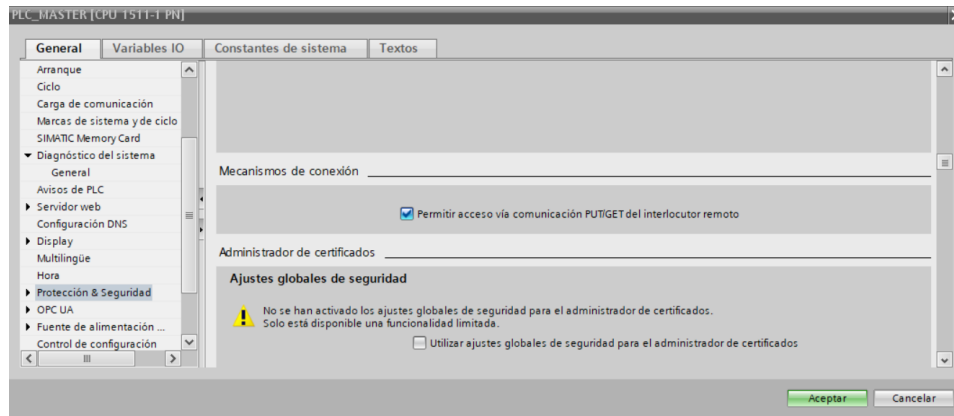 PLC_MASTER [CPU 1511-1 PN]
General
Variables IO
Constantes de sistema
Textos
Arranque
Ciclo
Carga de comunicación
Marcas de sistema y de ciclo
SIMATIC Memory Card
Diagnóstico del sistema
General
Avisos de PLC
Servidor web
Configuración DNS
Display
Multilingüe
Hora
Protección & Seguridad
OPC UA
Fuente de alimentación ...
Control de configuración
Mecanismos de conexión
Permitir acceso vía comunicación PUT/GET del interlocutor remoto
Administrador de certificados
Ajustes globales de seguridad
No se han activado los ajustes globales de seguridad para el administrador de certificados.
Solo está disponible una funcionalidad limitada.
Utilizar ajustes globales de seguridad para el administrador de certificados
Aceptar
Cancelar